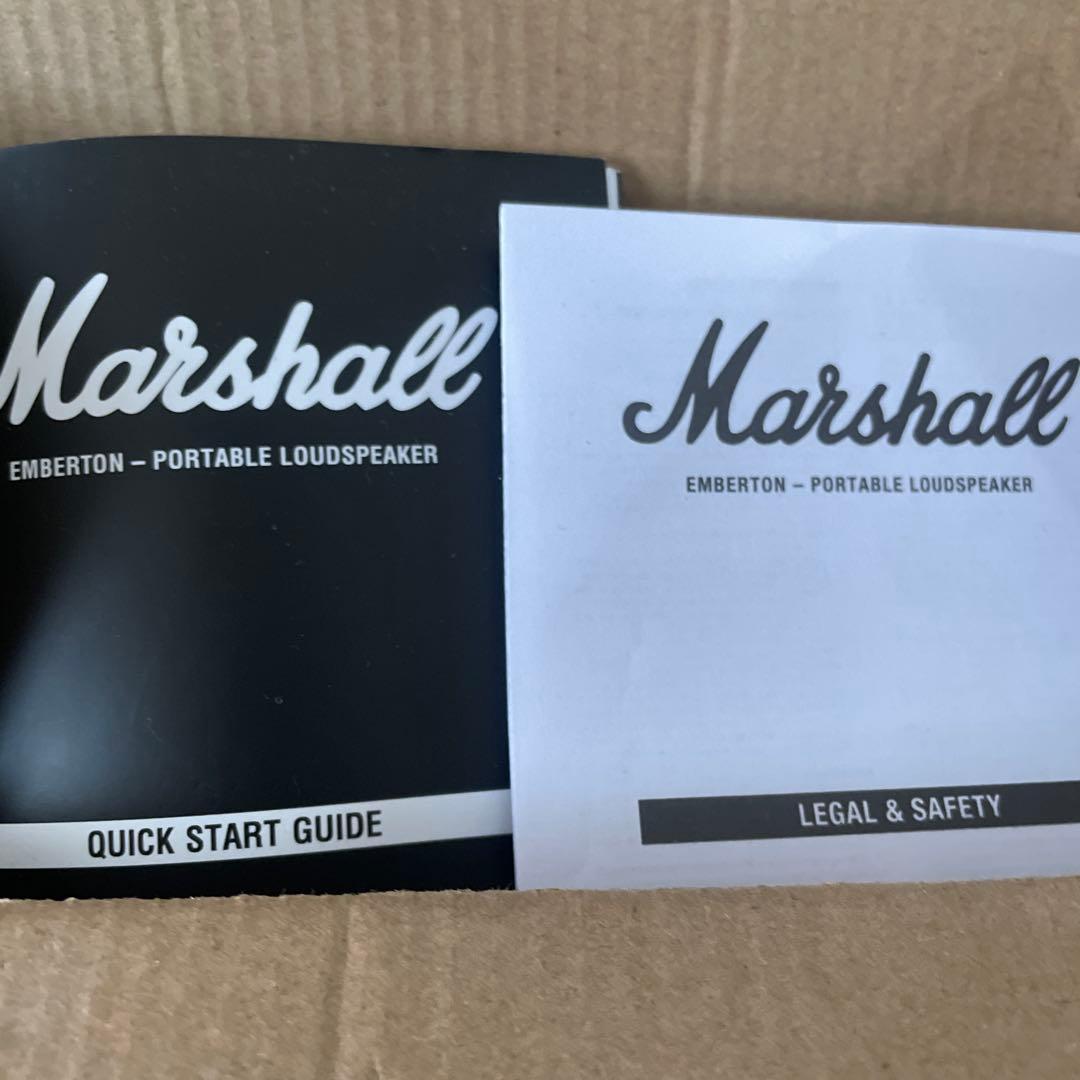 Marshall
EMBERTON – PORTABLE LOUDSPEAKER
QUICK START GUIDE
Marshall
EMBERTON – PORTABLE LOUDSPEAKER
LEGAL & SAFETY